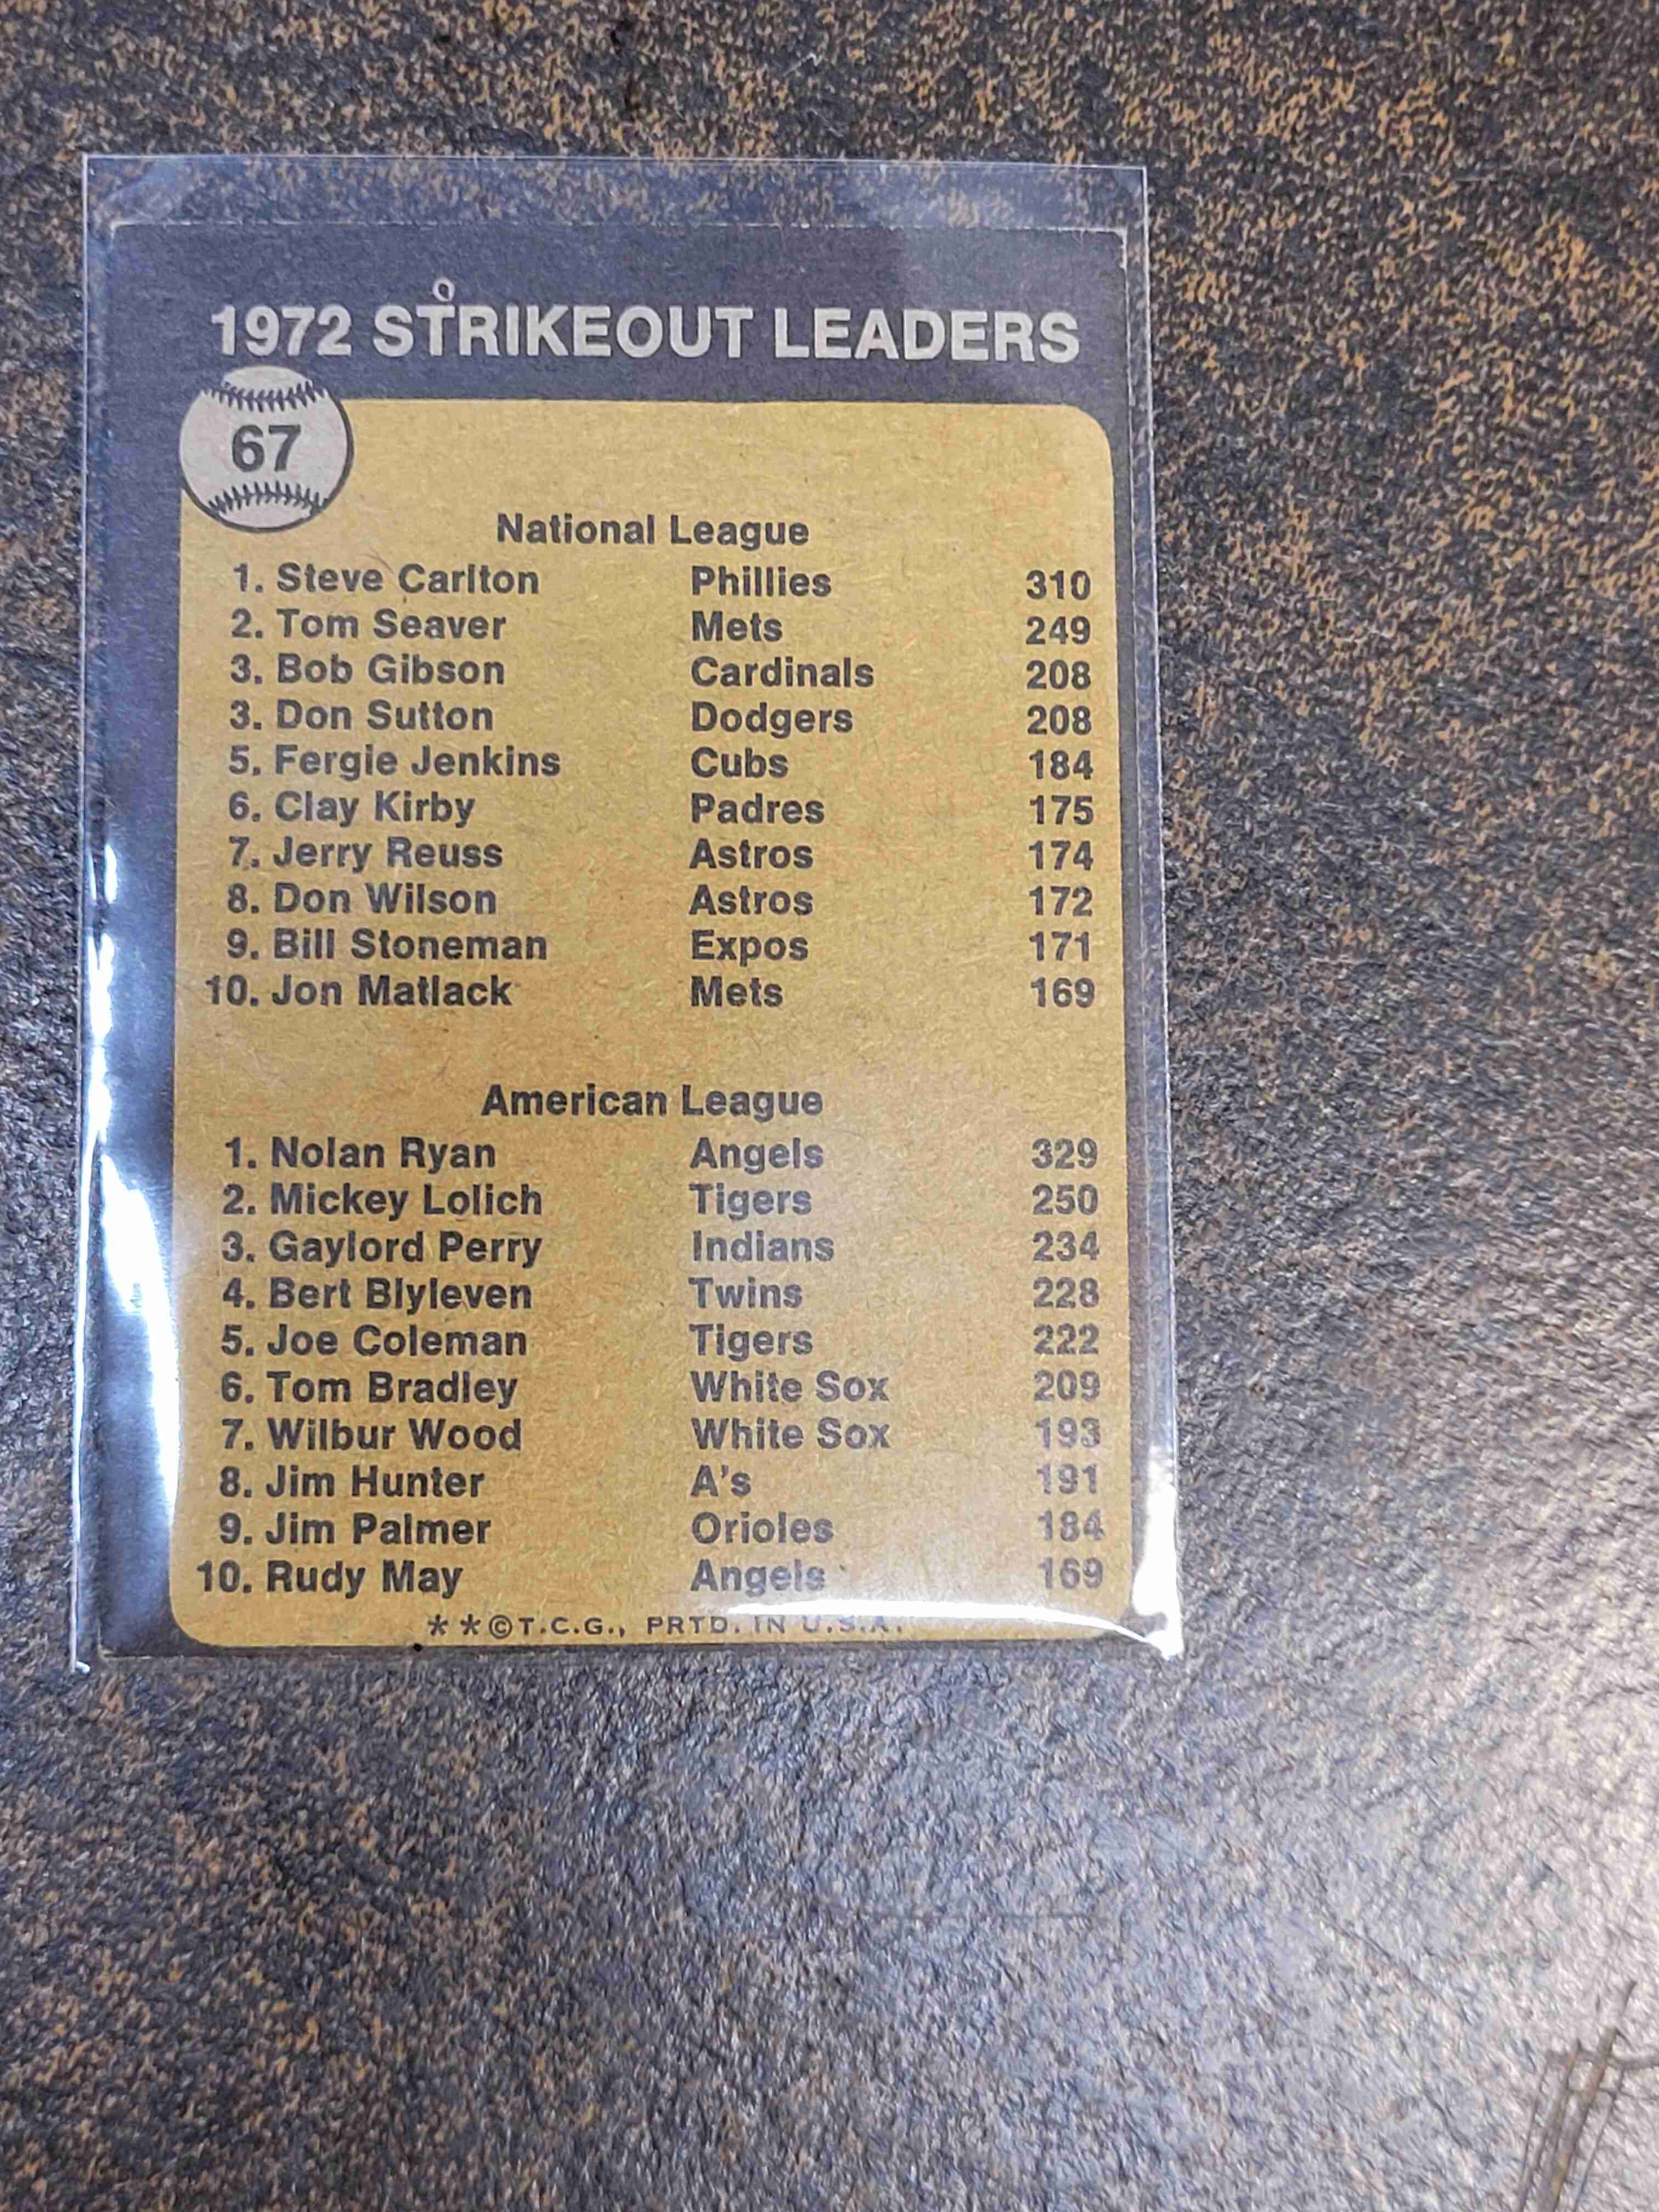 1972 STRIKEOUT LEADERS
67
National League
1. Steve Carlton Phillies 310
2. Tom Seaver Mets 249
3. Bob Gibson Cardinals 208
3. Don Sutton Dodgers 208
5. Fergie Jenkins Cubs 184
6. Clay Kirby Padres 175
7. Jerry Reuss Astros 174
8. Don Wilson Astros 172
9. Bill Stoneman Expos 171
10. Jon Matlack Mets 169
American League
1. Nolan Ryan Angels 329
2. Mickey Lolich Tigers 250
3. Gaylord Perry Indians 234
4. Bert Blyleven Twins 228
5. Joe Coleman Tigers 222
6. Tom Bradley White Sox 209
7. Wilbur Wood White Sox 193
8. Jim Hunter A's 191
9. Jim Palmer Orioles 184
10. Rudy May Angels 169
* * © T.C.G., PRTD. IN U.S.A.